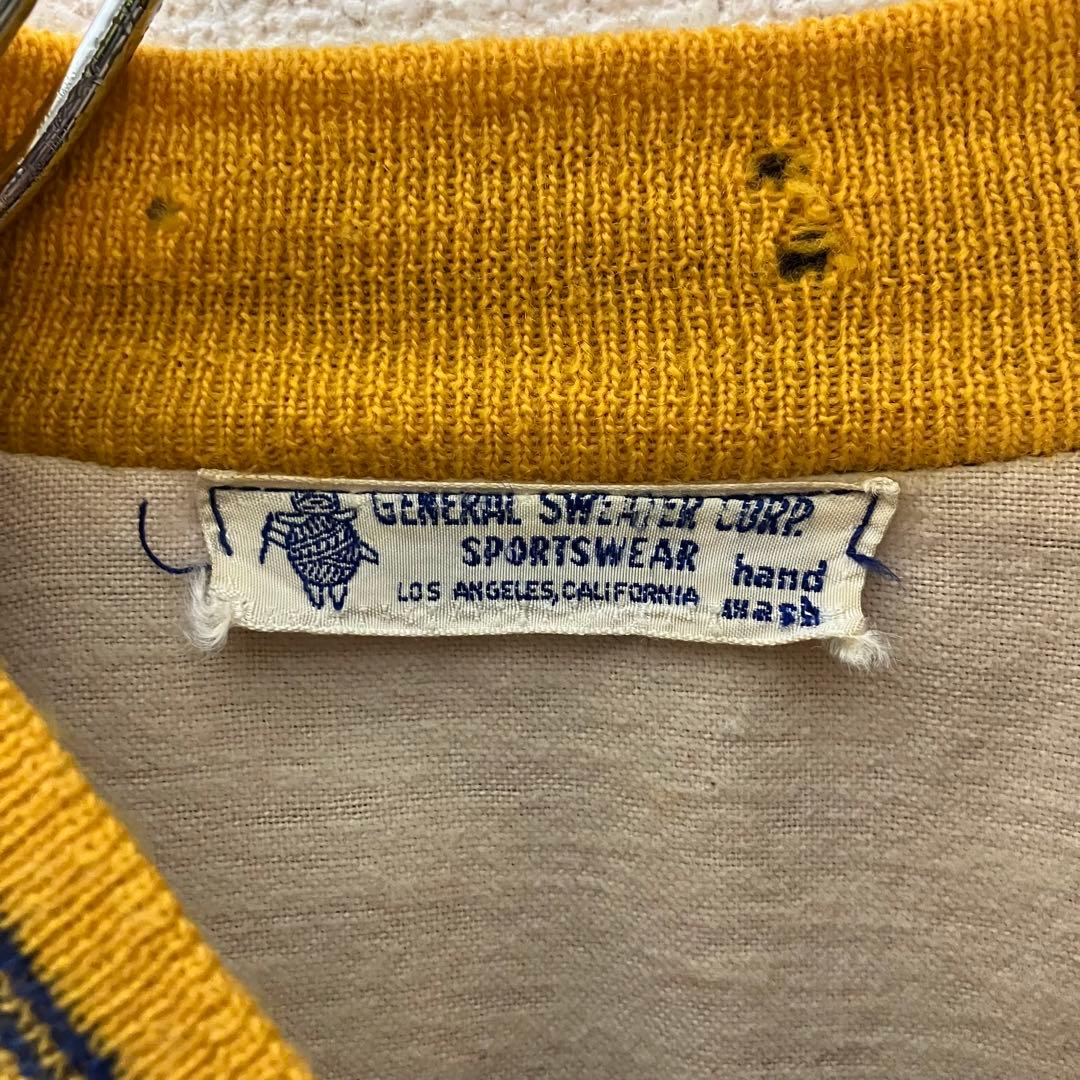 GENERAL SWEATER CORP.
SPORTSWEAR
LOS ANGELES, CALIFORNIA
hand
wash